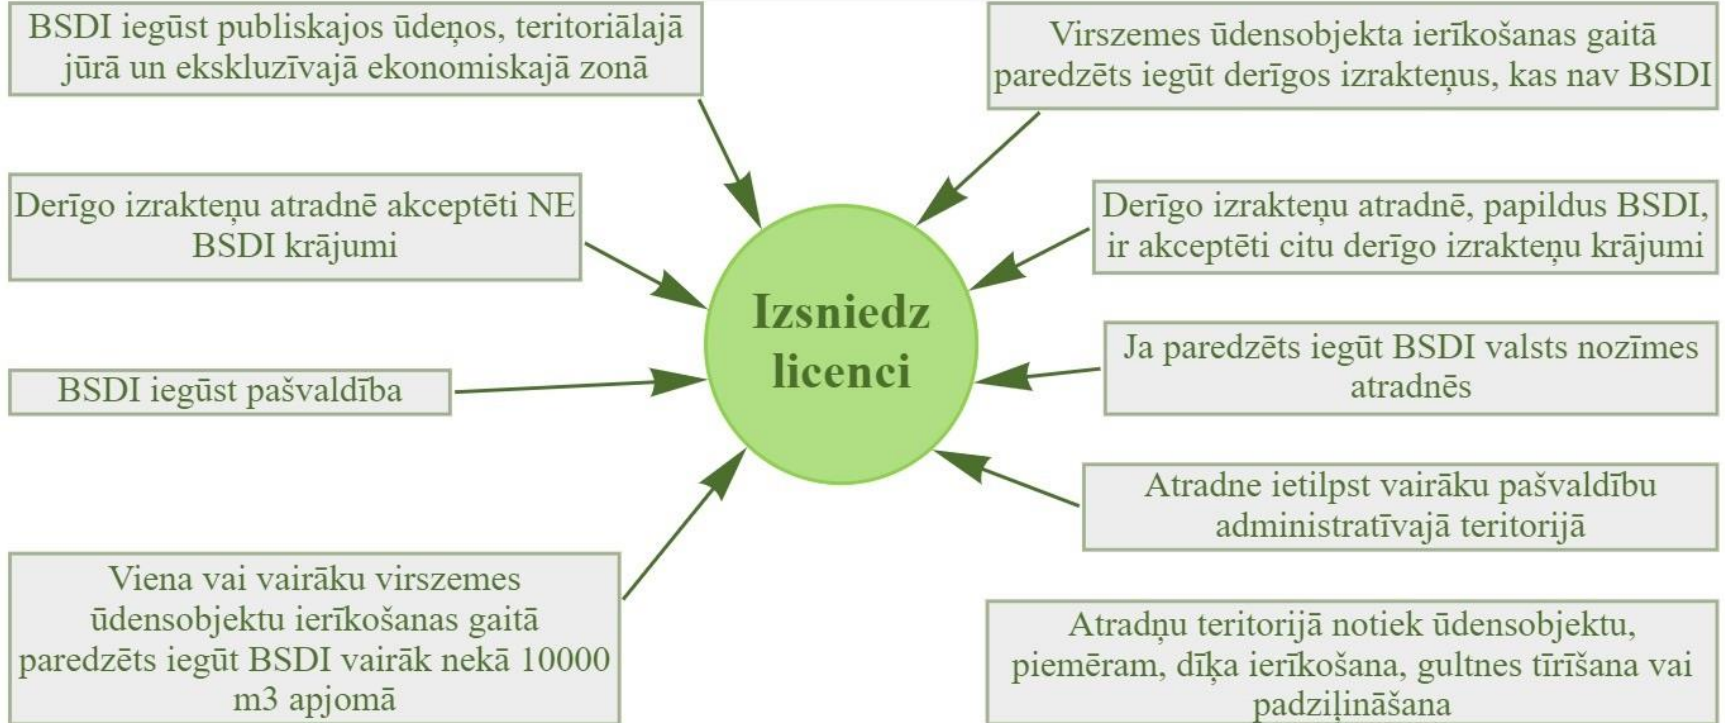 BSDI iegūst publiskajos ūdeņos, teritoriālajā
jūrā un ekskluzīvajā ekonomiskajā zonā
Virszemes ūdensobjekta ierīkošanas gaitā
paredzēts iegūt derīgos izrakteņus, kas nav BSDI
Derīgo izrakteņu atradnē akceptēti NE
BSDI krājumi
Derīgo izrakteņu atradnē, papildus BSDI,
ir akceptēti citu derīgo izrakteņu krājumi
Izsniedz
licenci
BSDI iegūst pašvaldība
Ja paredzēts iegūt BSDI valsts nozīmes
atradnēs
Atradne ietilpst vairāku pašvaldību
administratīvajā teritorijā
Viena vai vairāku virszemes
ūdensobjektu ierīkošanas gaitā
paredzēts iegūt BSDI vairāk nekā 10000
m3 apjomā
Atradņu teritorijā notiek ūdensobjektu,
piemēram, dīķa ierīkošana, gultnes tīrīšana vai
padziļināšana